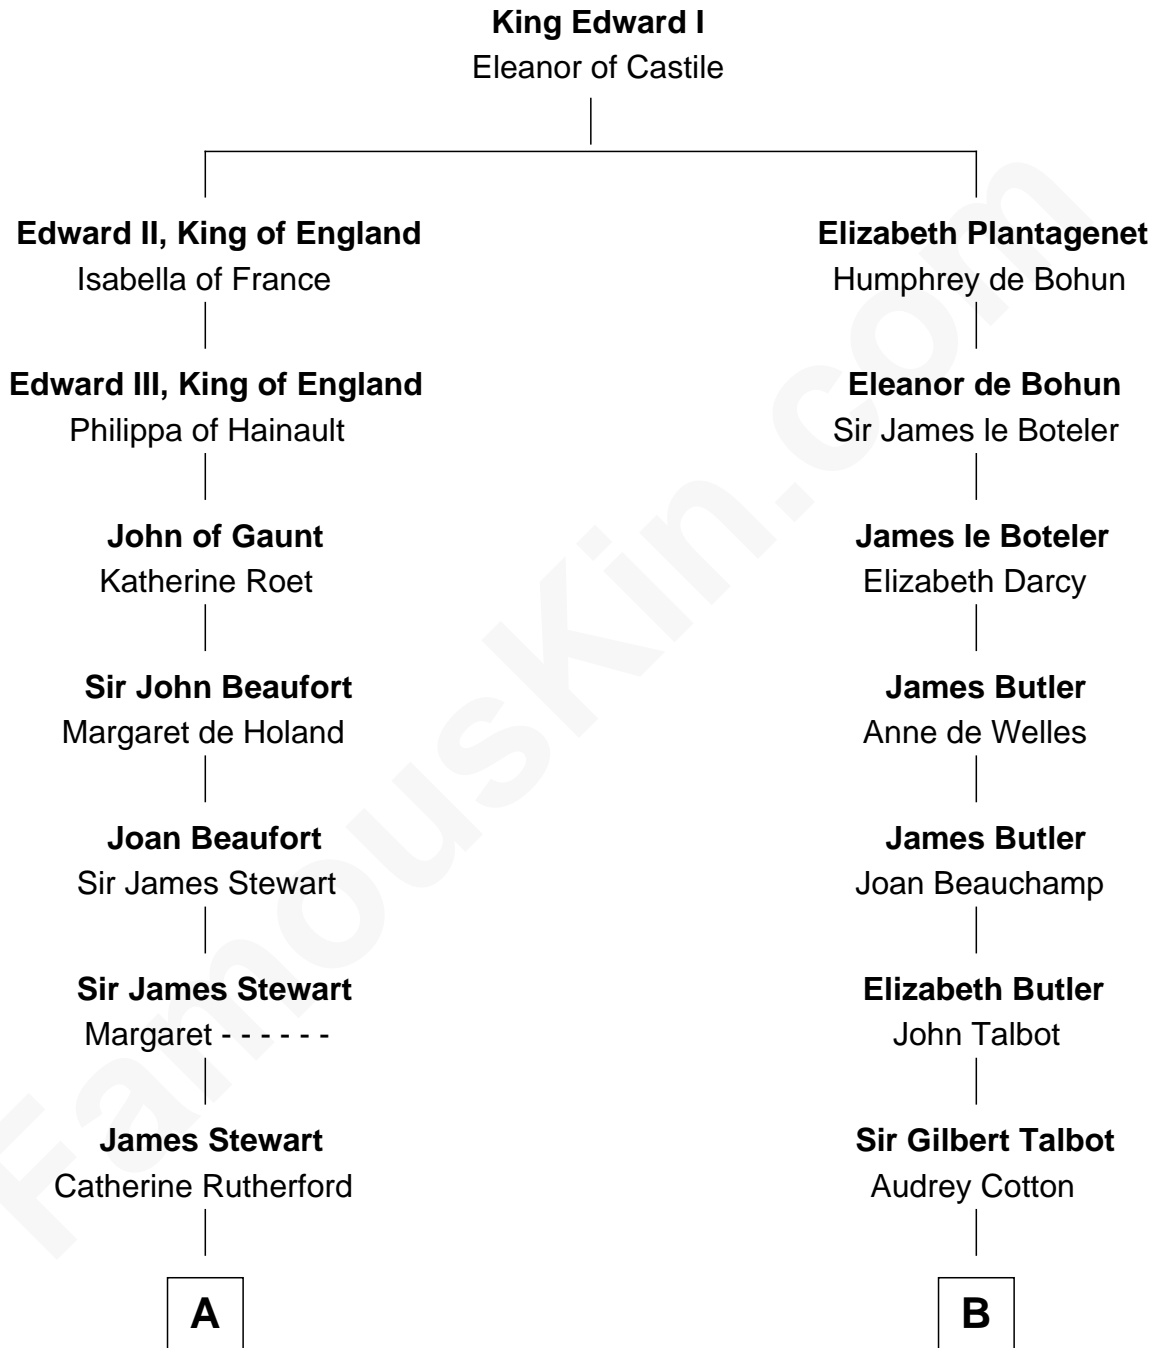 King Edward I
Eleanor of Castile
Edward II, King of England
Isabella of France
Elizabeth Plantagenet
Humphrey de Bohun
Edward III, King of England
Philippa of Hainault
Eleanor de Bohun
Sir James le Boteler
John of Gaunt
Katherine Roet
James le Boteler
Elizabeth Darcy
Sir John Beaufort
Margaret de Holand
James Butler
Anne de Welles
Joan Beaufort
Sir James Stewart
James Butler
Joan Beauchamp
Sir James Stewart
Margaret - - - - - -
Elizabeth Butler
John Talbot
James Stewart
Catherine Rutherford
Sir Gilbert Talbot
Audrey Cotton
A
B
FamousKin.com